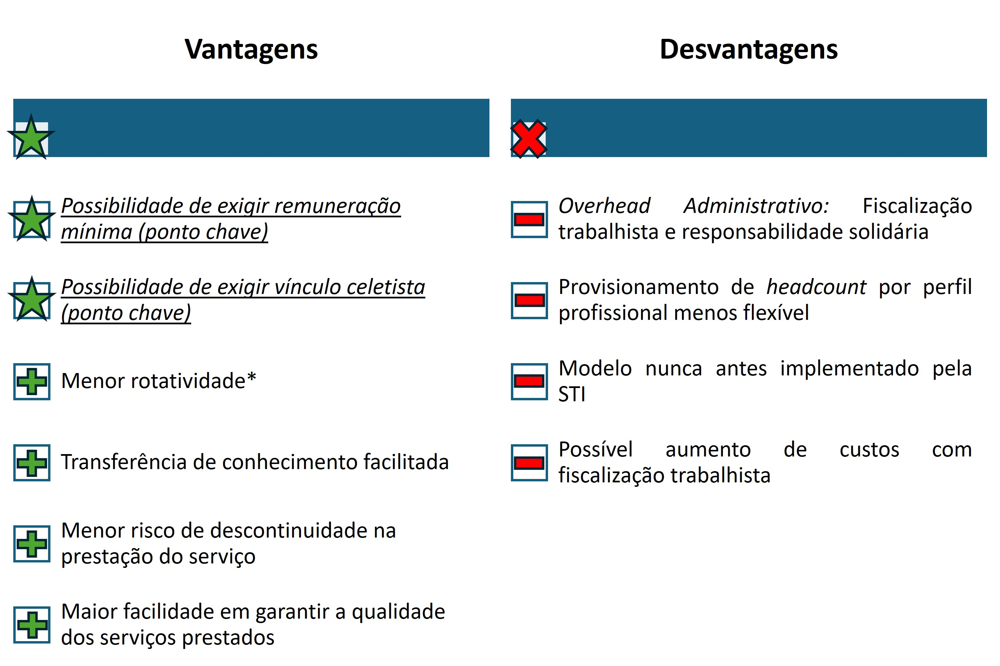 Vantagens
Possibilidade de exigir remuneração
mínima (ponto chave)
Possibilidade de exigir vínculo celetista
(ponto chave)
Menor rotatividade*
Transferência de conhecimento facilitada
Menor risco de descontinuidade na
prestação do serviço
Maior facilidade em garantir a qualidade
dos serviços prestados
Desvantagens
Overhead Administrativo: Fiscalização
trabalhista e responsabilidade solidária
Provisionamento de headcount por perfil
profissional menos flexível
Modelo nunca antes implementado pela
STI
Possível aumento de custos com
fiscalização trabalhista